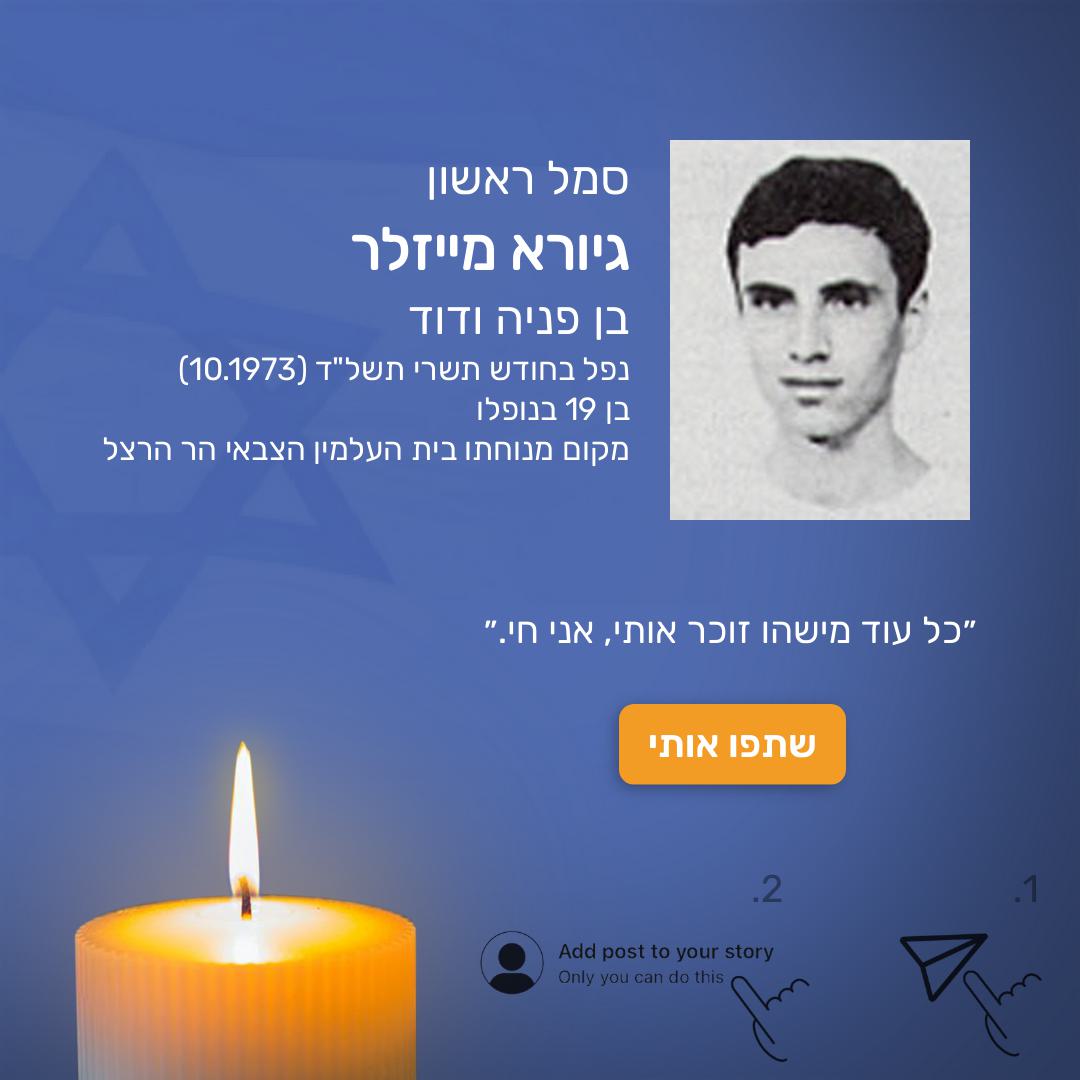 סמל ראשון
גיורא מייזלר
בן פניה ודוד
נפל בחודש תשרי תשל"ד (10.1973)
בן 19 בנופלו
מקום מנוחתו בית העלמין הצבאי הר הרצל
״כל עוד מישהו זוכר אותי, אני חי.״
שתפו אותי
1.
2.
Add post to your story
Only you can do this